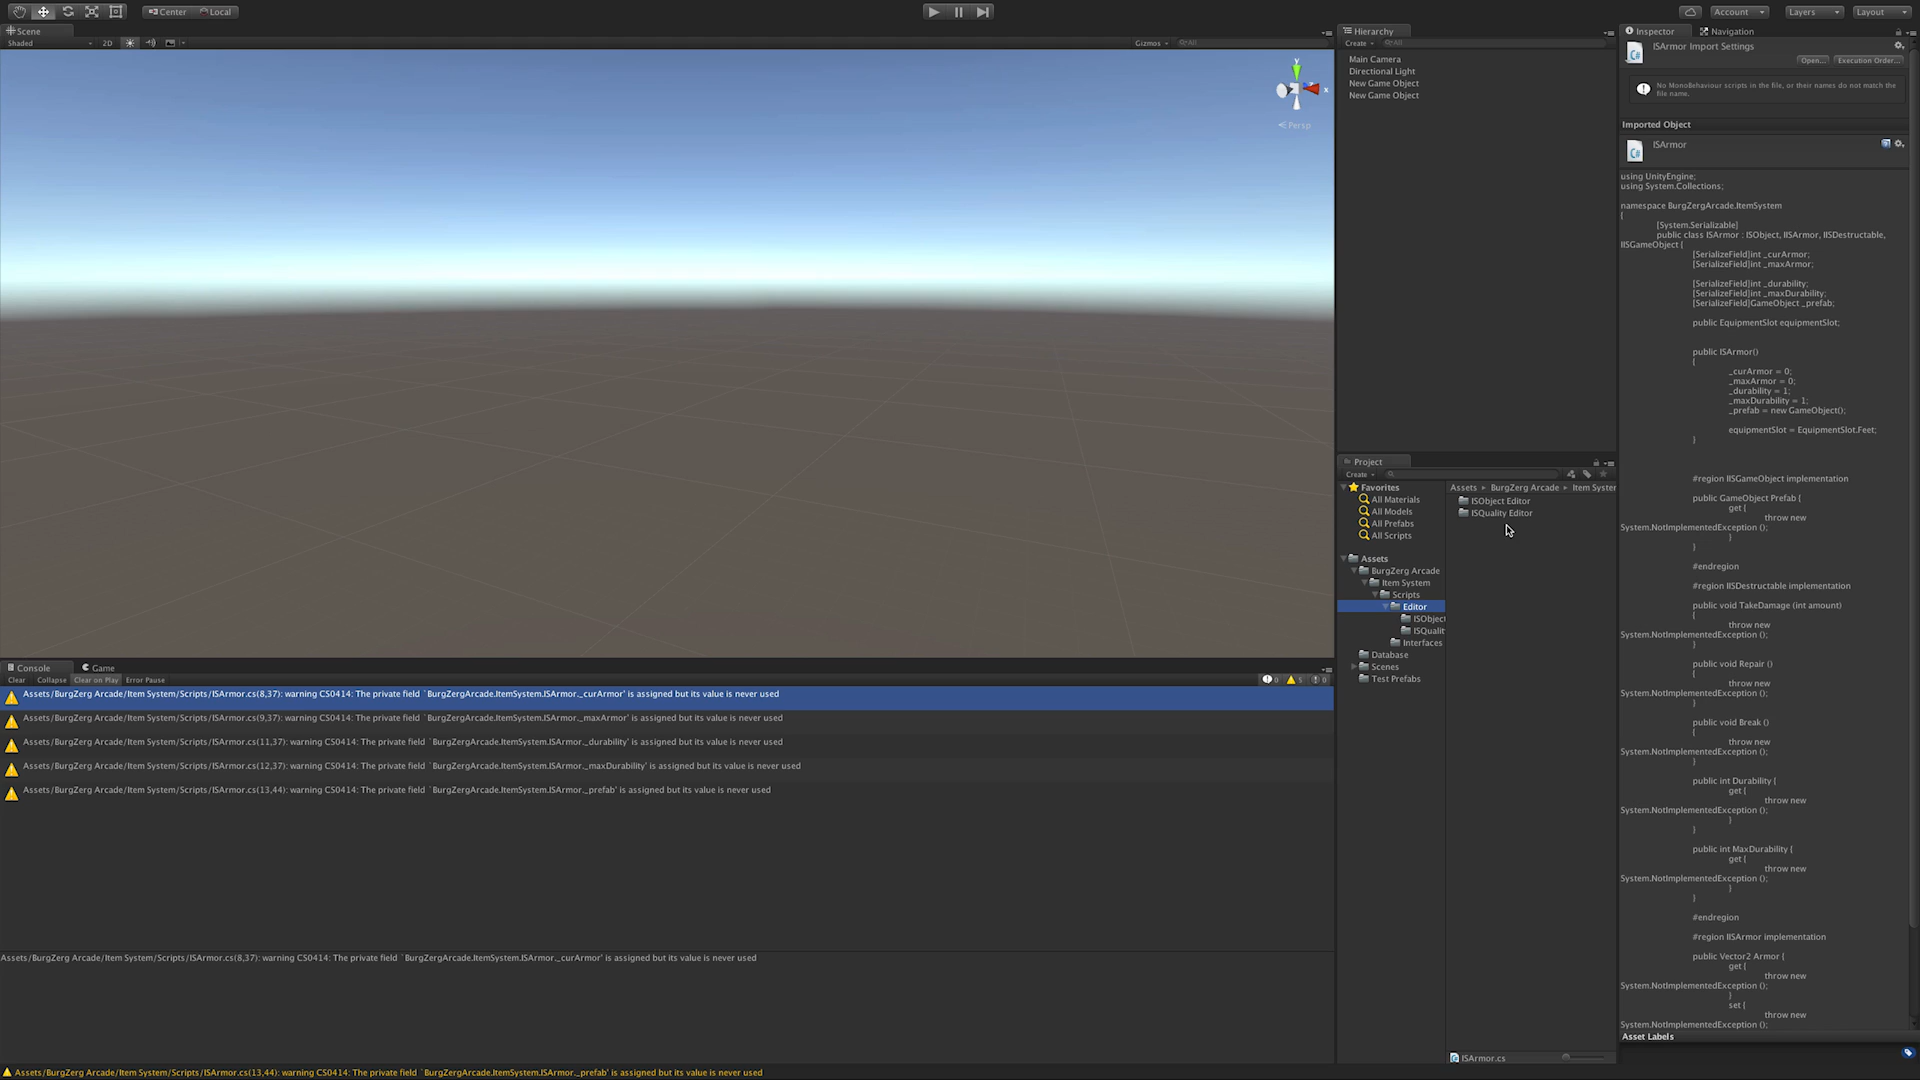 Center
Local
Account
Layers
Layout
Scene
Shaded
2D
Gizmos
All
Persp
Hierarchy
Create
All
Main Camera
Directional Light
New Game Object
New Game Object
Project
Create
Favorites
All Materials
All Models
All Prefabs
All Scripts
Assets
BurgZerg Arcade
Item System
Scripts
Editor
ISObject
ISQualit
Interfaces
Database
Scenes
Test Prefabs
Assets
BurgZerg Arcade
Item System
ISObject Editor
ISQuality Editor
ISArmor.cs
Inspector
Navigation
ISArmor Import Settings
Open...
Execution Order...
No MonoBehaviour scripts in the file, or their names do not match the
file name.
Imported Object
ISArmor
using UnityEngine;
using System.Collections;
namespace BurgZergArcade.ItemSystem
{
[System.Serializable]
public class ISArmor : ISObject, IISArmor, IISDestructable,
IISGameObject {
[SerializeField]int _curArmor;
[SerializeField]int _maxArmor;
[SerializeField]int _durability;
[SerializeField]int _maxDurability;
[SerializeField]GameObject _prefab;
public EquipmentSlot equipmentSlot;
public ISArmor()
{
_curArmor = 0;
_maxArmor = 0;
_durability = 1;
_maxDurability = 1;
_prefab = new GameObject();
equipmentSlot = EquipmentSlot.Feet;
}
#region IISGameObject implementation
public GameObject Prefab {
get {
throw new
System.NotImplementedException ();
}
}
#endregion
#region IISDestructable implementation
public void TakeDamage (int amount)
{
throw new
System.NotImplementedException ();
}
public void Repair ()
{
throw new
System.NotImplementedException ();
}
public void Break ()
{
throw new
System.NotImplementedException ();
}
public int Durability {
get {
throw new
System.NotImplementedException ();
}
}
public int MaxDurability {
get {
throw new
System.NotImplementedException ();
}
}
#endregion
#region IISArmor implementation
public Vector2 Armor {
get {
throw new
System.NotImplementedException ();
}
set {
throw new
System.NotImplementedException ();
Asset Labels
Console
Game
Clear
Collapse
Clear on Play
Error Pause
0
5
0
Assets/BurgZerg Arcade/Item System/Scripts/ISArmor.cs(8,37): warning CS0414: The private field `BurgZergArcade.ItemSystem.ISArmor._curArmor' is assigned but its value is never used
Assets/BurgZerg Arcade/Item System/Scripts/ISArmor.cs(9,37): warning CS0414: The private field `BurgZergArcade.ItemSystem.ISArmor._maxArmor' is assigned but its value is never used
Assets/BurgZerg Arcade/Item System/Scripts/ISArmor.cs(11,37): warning CS0414: The private field `BurgZergArcade.ItemSystem.ISArmor._durability' is assigned but its value is never used
Assets/BurgZerg Arcade/Item System/Scripts/ISArmor.cs(12,37): warning CS0414: The private field `BurgZergArcade.ItemSystem.ISArmor._maxDurability' is assigned but its value is never used
Assets/BurgZerg Arcade/Item System/Scripts/ISArmor.cs(13,44): warning CS0414: The private field `BurgZergArcade.ItemSystem.ISArmor._prefab' is assigned but its value is never used
Assets/BurgZerg Arcade/Item System/Scripts/ISArmor.cs(8,37): warning CS0414: The private field `BurgZergArcade.ItemSystem.ISArmor._curArmor' is assigned but its value is never used
Assets/BurgZerg Arcade/Item System/Scripts/ISArmor.cs(13,44): warning CS0414: The private field `BurgZergArcade.ItemSystem.ISArmor._prefab' is assigned but its value is never used